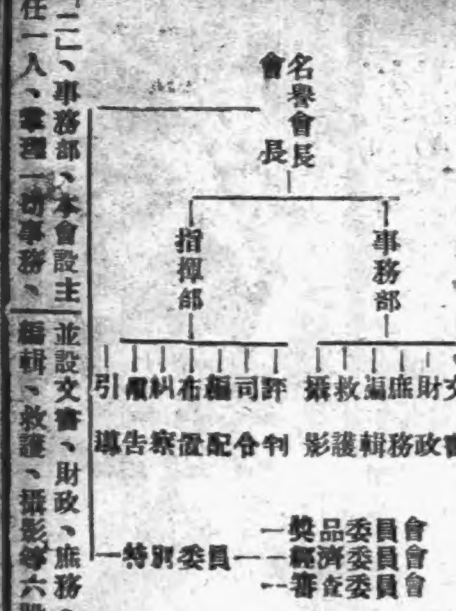 名譽會長
會長
事務部
指揮部
文書
財政
庶務
編輯
救護
攝影
評判
司令
編配
布置
糾察
報告
引導
特別委員
獎品委員會
經濟委員會
審查委員會
二」、事務部、本會設主
任一人、掌理一切事務、
並設文書、財政、庶務、
編輯、救護、攝影等六